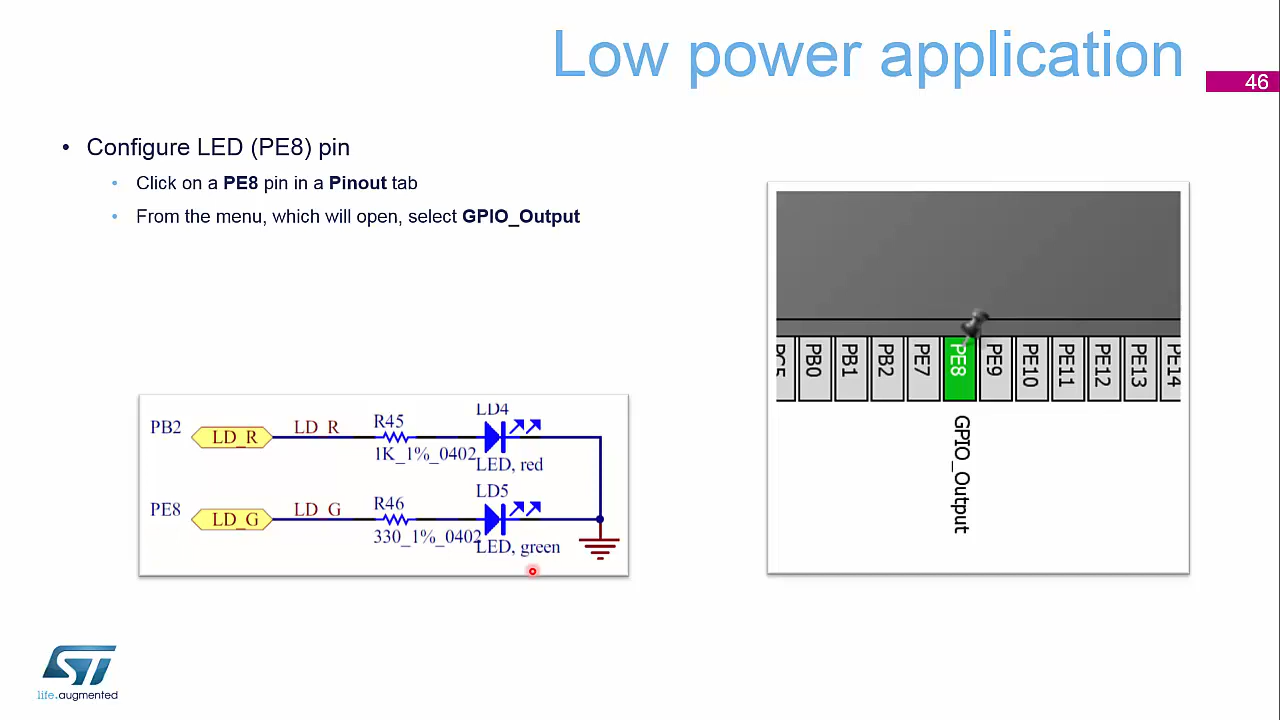 Low power application
46
• Configure LED (PE8) pin
• Click on a PE8 pin in a Pinout tab
• From the menu, which will open, select GPIO_Output
PB2
LD_R
LD_R
R45
1K_1%_0402
LD4
LED, red
PE8
LD_G
LD_G
R46
330_1%_0402
LD5
LED, green
PB0
PB1
PB2
PE7
PE8
PE9
PE10
PE11
PE12
PE13
PE14
GPIO_Output
ST
life.augmented